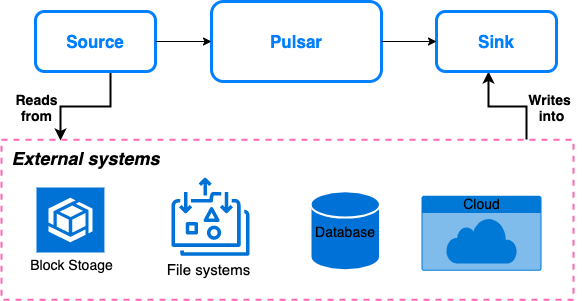 Source
Pulsar
Sink
Reads
from
Writes
into
External systems
Block Stoage
File systems
Database
Cloud